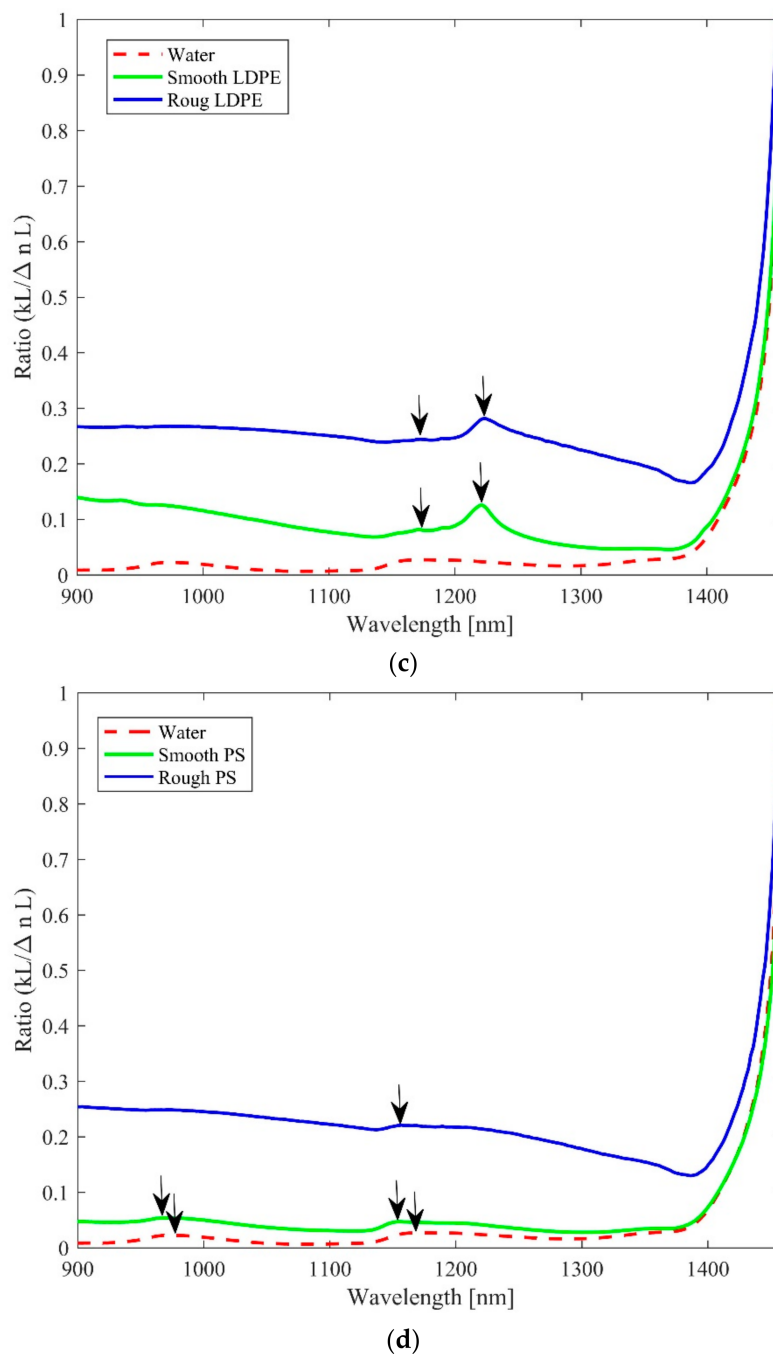 1
0.9
0.8
0.7
0.6
0.5
0.4
0.3
0.2
0.1
0
Ratio (kL/Δ n L)
Water
Smooth LDPE
Roug LDPE
900 1000 1100 1200 1300 1400
Wavelength [nm]
(c)
1
0.9
0.8
0.7
0.6
0.5
0.4
0.3
0.2
0.1
0
Ratio (kL/Δ n L)
Water
Smooth PS
Rough PS
900 1000 1100 1200 1300 1400
Wavelength [nm]
(d)